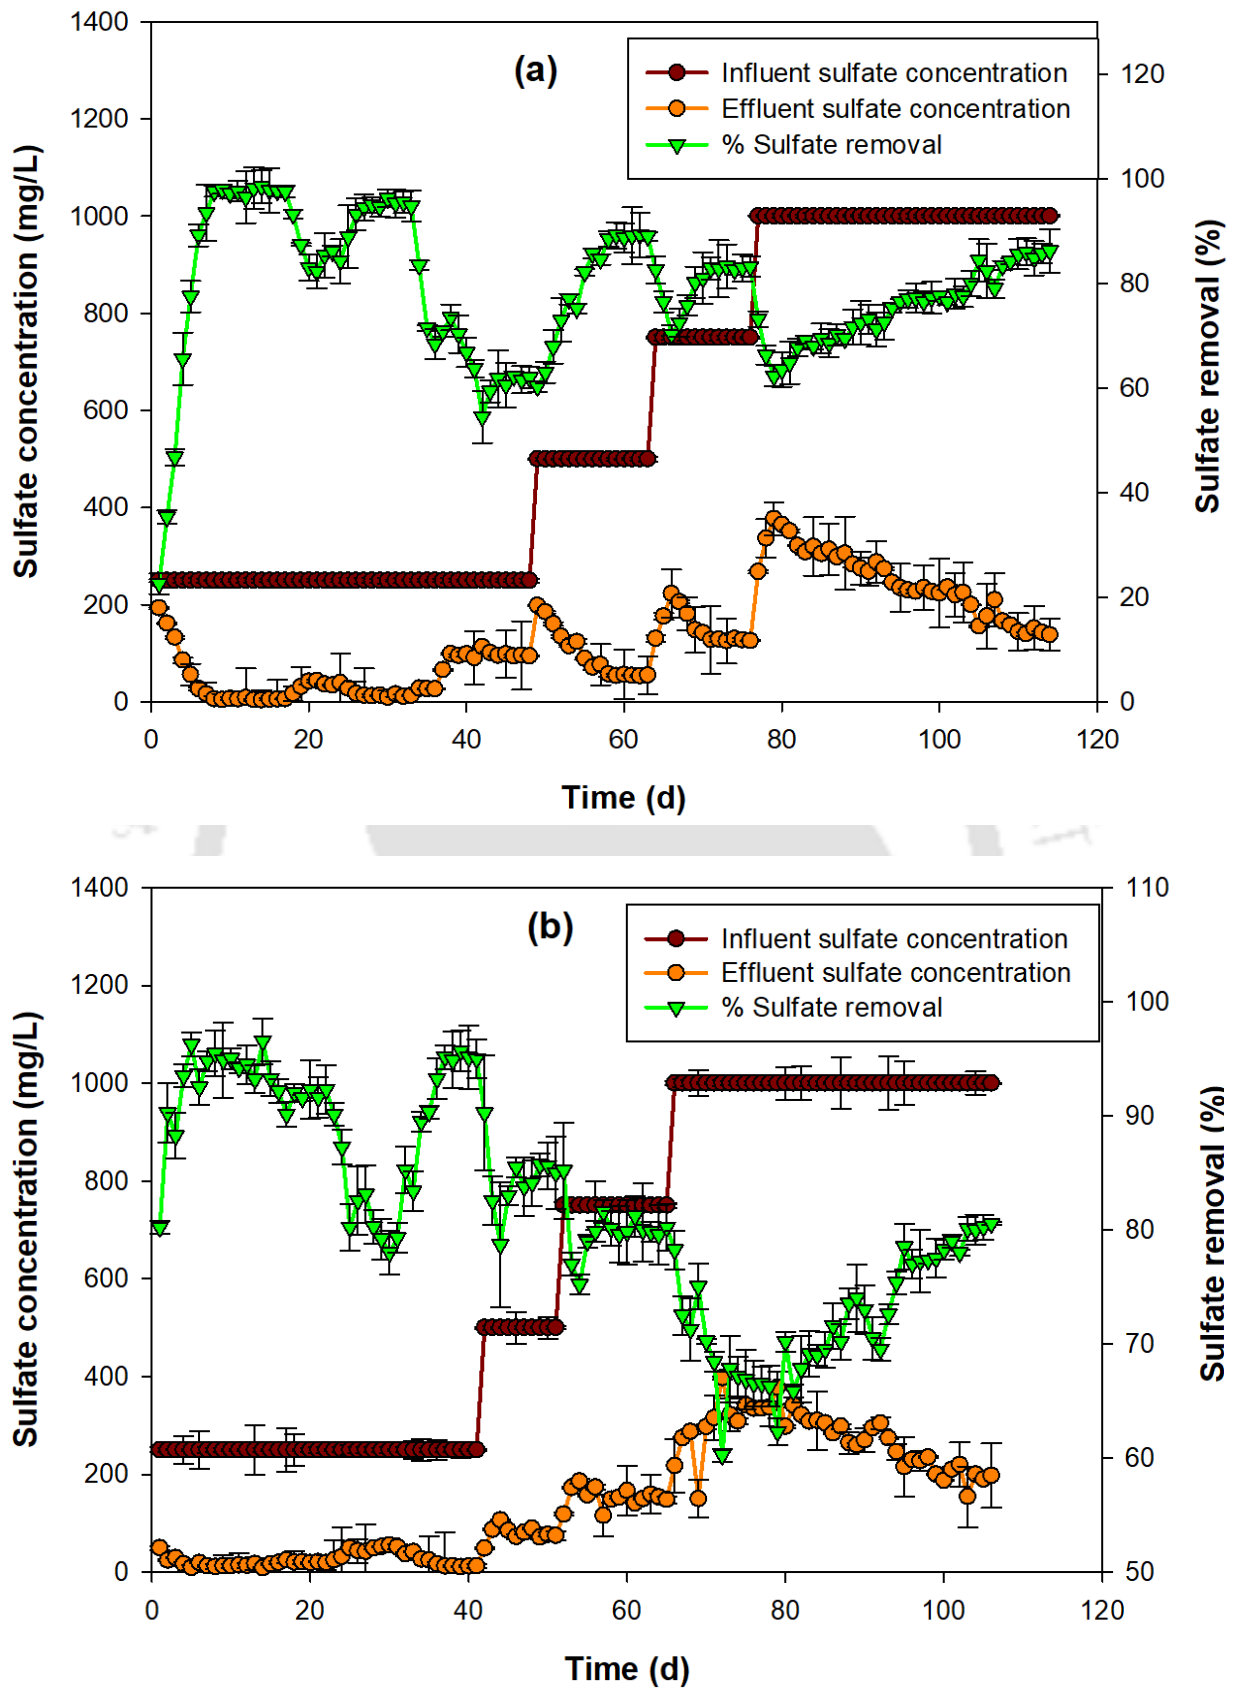 (a)
Influent sulfate concentration
Effluent sulfate concentration
% Sulfate removal
Sulfate concentration (mg/L)
1400
1200
1000
800
600
400
200
0
120
100
80
60
40
20
0
Sulfate removal (%)
0 20 40 60 80 100 120
Time (d)
(b)
Influent sulfate concentration
Effluent sulfate concentration
% Sulfate removal
Sulfate concentration (mg/L)
1400
1200
1000
800
600
400
200
0
110
100
90
80
70
60
50
Sulfate removal (%)
0 20 40 60 80 100 120
Time (d)